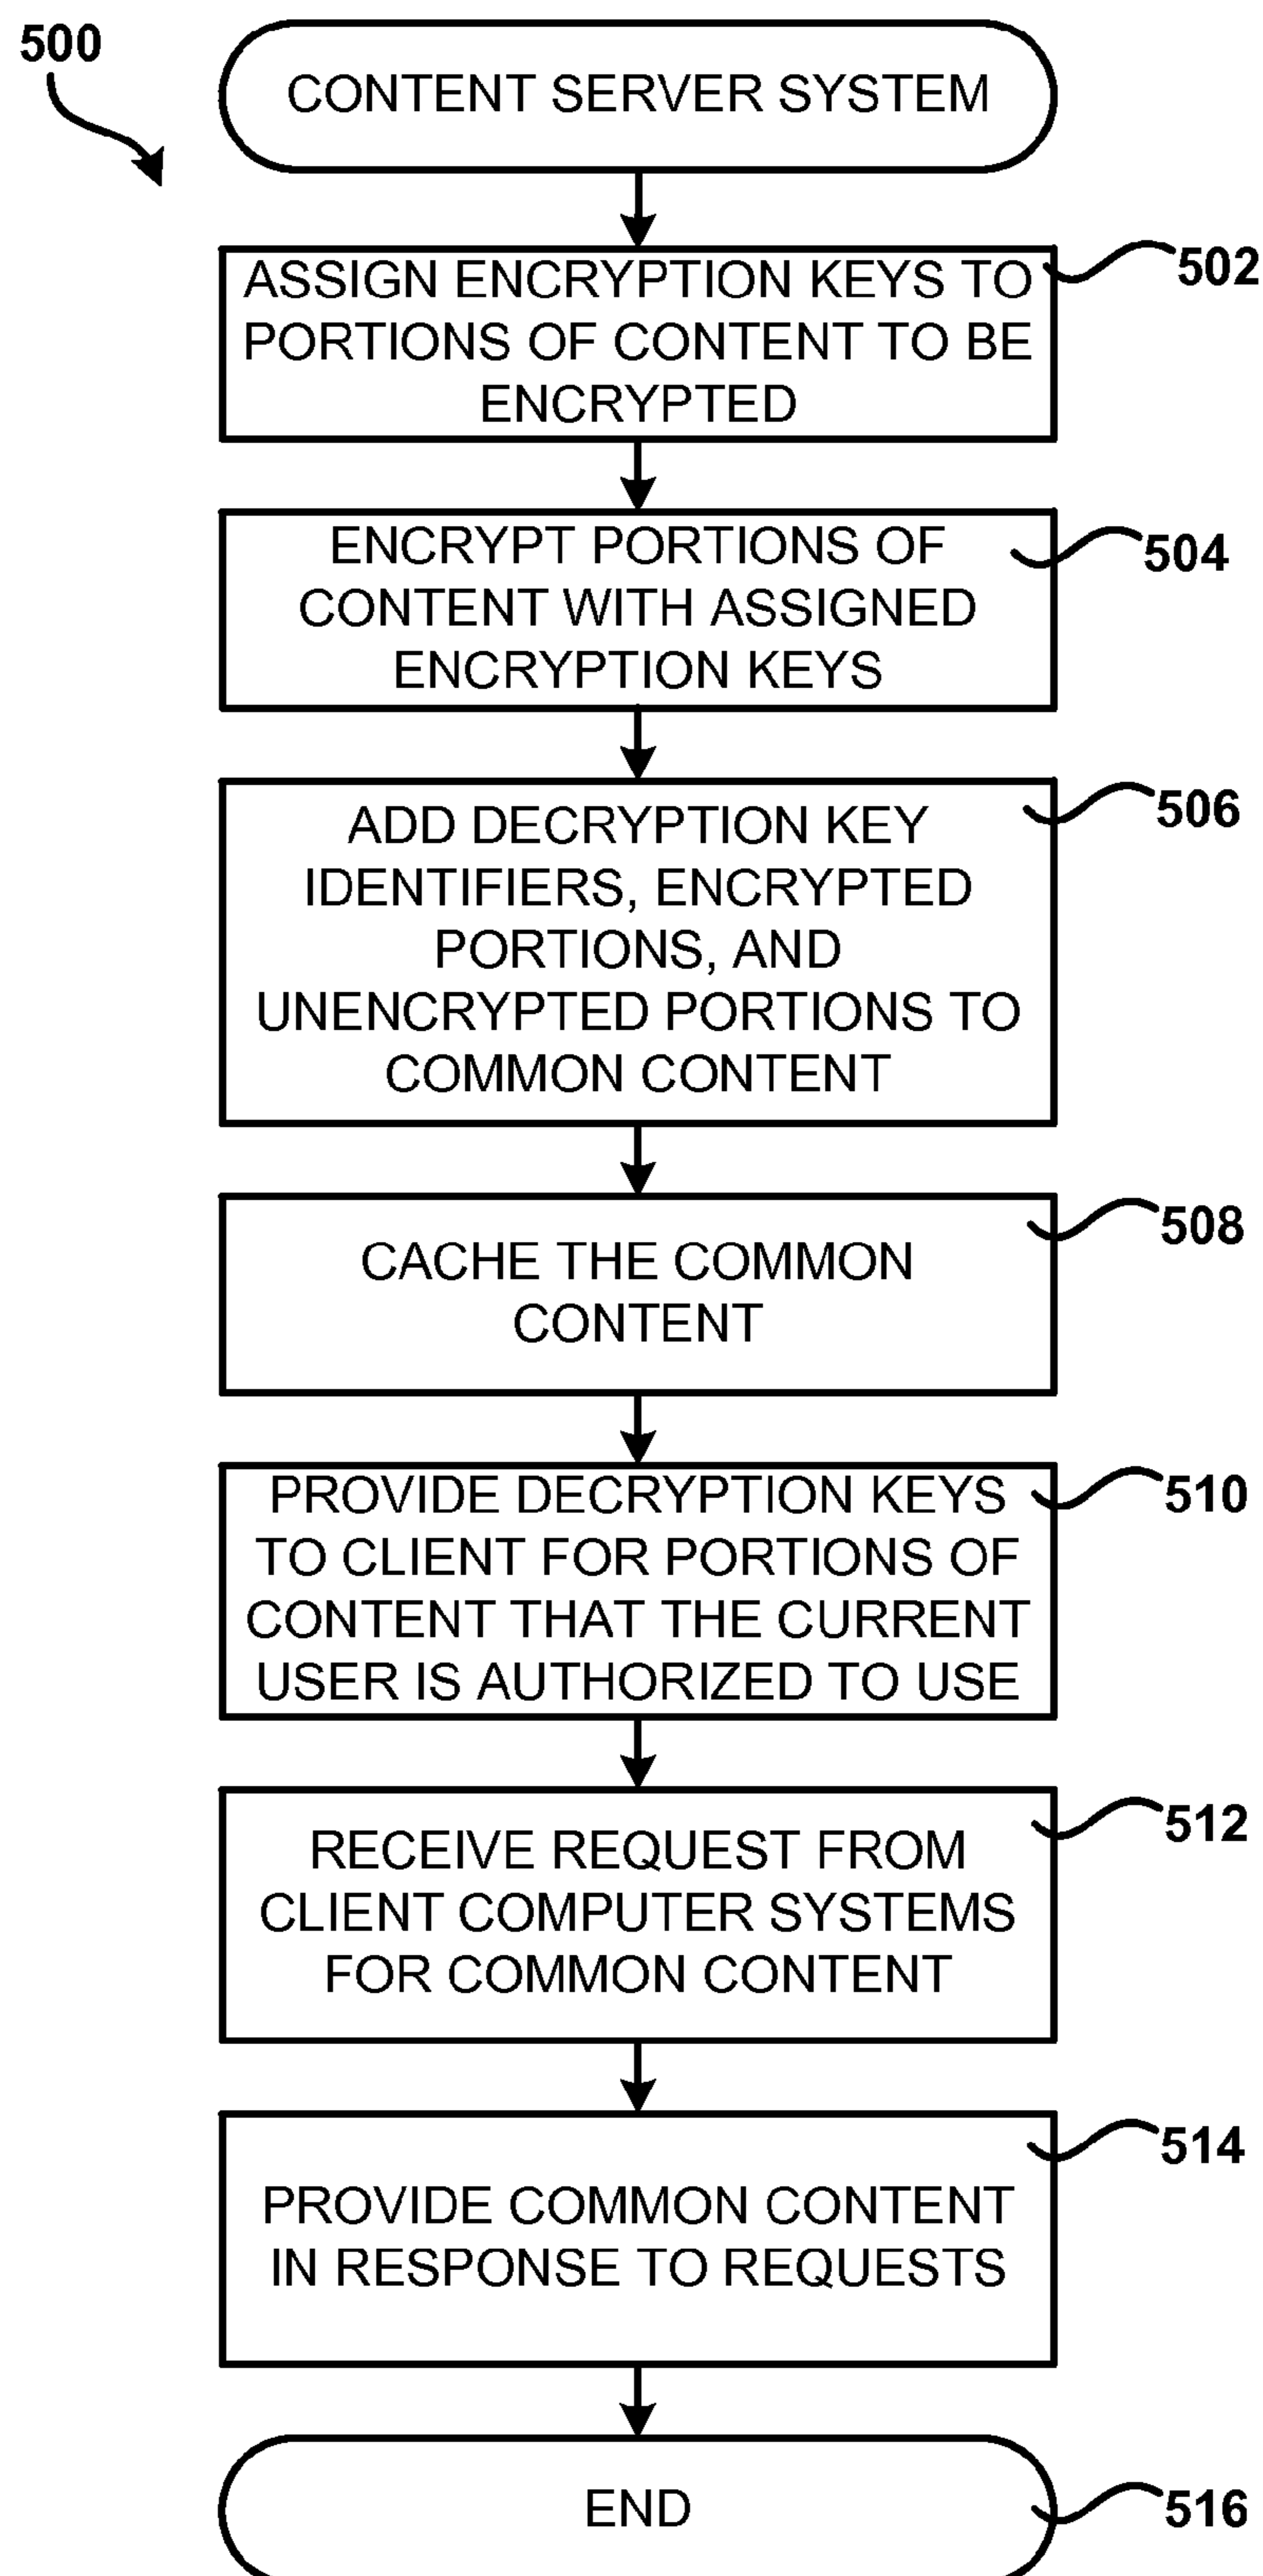 500
CONTENT SERVER SYSTEM
ASSIGN ENCRYPTION KEYS TO
PORTIONS OF CONTENT TO BE
ENCRYPTED
502
ENCRYPT PORTIONS OF
CONTENT WITH ASSIGNED
ENCRYPTION KEYS
504
ADD DECRYPTION KEY
IDENTIFIERS, ENCRYPTED
PORTIONS, AND
UNENCRYPTED PORTIONS TO
COMMON CONTENT
506
CACHE THE COMMON
CONTENT
508
PROVIDE DECRYPTION KEYS
TO CLIENT FOR PORTIONS OF
CONTENT THAT THE CURRENT
USER IS AUTHORIZED TO USE
510
RECEIVE REQUEST FROM
CLIENT COMPUTER SYSTEMS
FOR COMMON CONTENT
512
PROVIDE COMMON CONTENT
IN RESPONSE TO REQUESTS
514
END
516